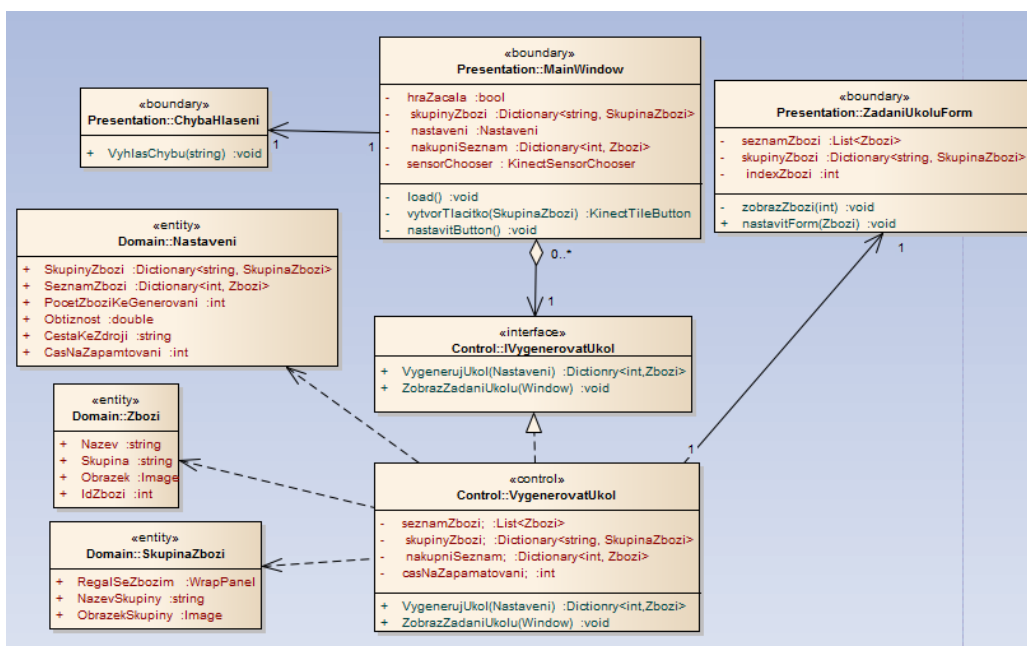 «boundary»
Presentation::MainWindow
- hraZacala :bool
- skupinyZbozi :Dictionary<string, SkupinaZbozi>
- nastaveni :Nastaveni
- nakupniSeznam :Dictionary<int, Zbozi>
- sensorChooser :KinectSensorChooser
- load() :void
- vytvorTlacitko(SkupinaZbozi) :KinectTileButton
- nastavitButton() :void
«boundary»
Presentation::ChybaHlaseni
+ VyhlasChybu(string) :void
1
1
«boundary»
Presentation::ZadaniUkoluForm
- seznamZbozi :List<Zbozi>
- skupinyZbozi :Dictionary<string, SkupinaZbozi>
- indexZbozi :int
- zobrazZbozi(int) :void
+ nastavitForm(Zbozi) :void
1
0..*
1
«entity»
Domain::Nastaveni
+ SkupinyZbozi :Dictionary<string, SkupinaZbozi>
+ SeznamZbozi :Dictionary<int, Zbozi>
+ PocetZboziKeGenerovani :int
+ Obtiznost :double
+ CestaKeZdroji :string
+ CasNaZapamtovani :int
«interface»
Control::IVygenerovatUkol
+ VygenerujUkol(Nastaveni) :Dictionry<int,Zbozi>
+ ZobrazZadaniUkolu(Window) :void
«entity»
Domain::Zbozi
+ Nazev :string
+ Skupina :string
+ Obrazek :Image
+ IdZbozi :int
1
«control»
Control::VygenerovatUkol
- seznamZbozi; :List<Zbozi>
- skupinyZbozi; :Dictionary<string, SkupinaZbozi>
- nakupniSeznam; :Dictionary<int, Zbozi>
- casNaZapamatovani; :int
+ VygenerujUkol(Nastaveni) :Dictionry<int,Zbozi>
+ ZobrazZadaniUkolu(Window) :void
«entity»
Domain::SkupinaZbozi
+ RegalSeZbozim :WrapPanel
+ NazevSkupiny :string
+ ObrazekSkupiny :Image